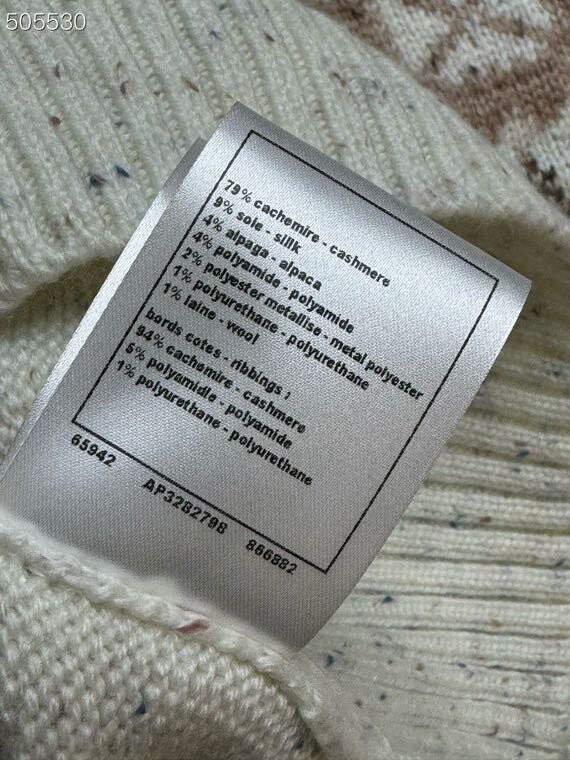 505530
79% cachemire - cashmere
9% soie - silk
4% alpaga - alpaca
4% polyamide - polyamide
2% polyester metallise - metal polyester
1% polyurethane - polyurethane
1% laine - wool
bords cotes - ribbings :
94% cachemire - cashmere
5% polyamide - polyamide
1% polyurethane - polyurethane
65942 AP328279B 866882